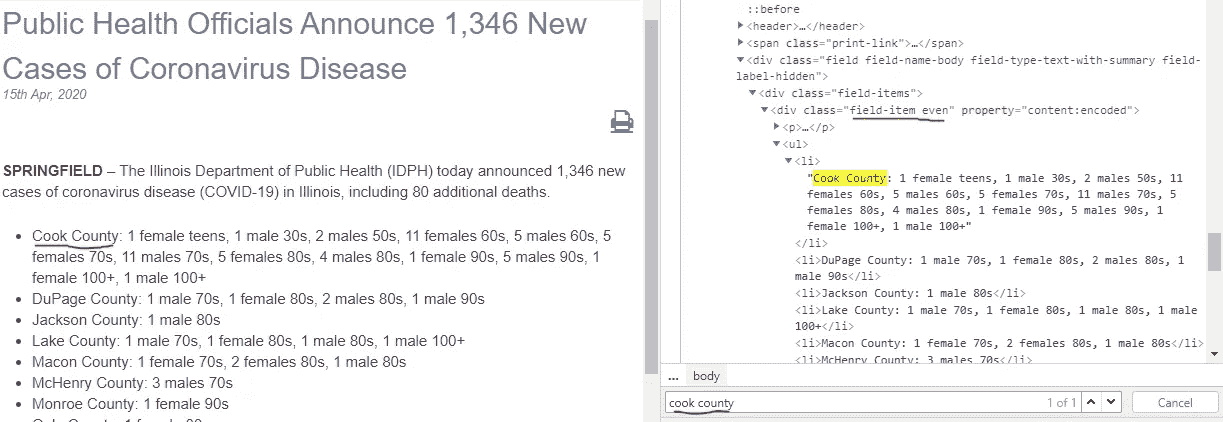 Public Health Officials Announce 1,346 New
Cases of Coronavirus Disease
15th Apr, 2020
SPRINGFIELD – The Illinois Department of Public Health (IDPH) today announced 1,346 new
cases of coronavirus disease (COVID-19) in Illinois, including 80 additional deaths.
• Cook County: 1 female teens, 1 male 30s, 2 males 50s, 11 females 60s, 5 males 60s, 5
females 70s, 11 males 70s, 5 females 80s, 4 males 80s, 1 female 90s, 5 males 90s, 1
female 100+, 1 male 100+
• DuPage County: 1 male 70s, 1 female 80s, 2 males 80s, 1 male 90s
• Jackson County: 1 male 80s
• Lake County: 1 male 70s, 1 female 80s, 1 male 80s, 1 male 100+
• Macon County: 1 female 70s, 2 females 80s, 1 male 80s
• McHenry County: 3 males 70s
• Monroe County: 1 female 90s
::before
▶<header>…</header>
▶<span class="print-link">…</span>
▼<div class="field field-name-body field-type-text-with-summary field-
label-hidden">
▼<div class="field-items">
▼<div class="field-item even" property="content:encoded">
▶<p>…</p>
▼<ul>
▼<li>
"Cook County: 1 female teens, 1 male 30s, 2 males 50s, 11
females 60s, 5 males 60s, 5 females 70s, 11 males 70s, 5
females 80s, 4 males 80s, 1 female 90s, 5 males 90s, 1
female 100+, 1 male 100+"
</li>
<li>DuPage County: 1 male 70s, 1 female 80s, 2 males 80s, 1
male 90s</li>
<li>Jackson County: 1 male 80s</li>
<li>Lake County: 1 male 70s, 1 female 80s, 1 male 80s, 1 male
100+</li>
<li>Macon County: 1 female 70s, 2 females 80s, 1 male 80s</li>
<li>McHenry County: 3 males 70s</li>
... body
cook county 1 of 1 Cancel